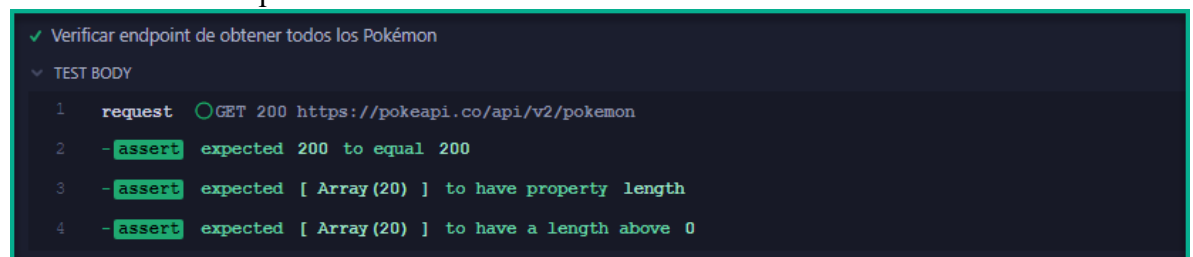 ✓ Verificar endpoint de obtener todos los Pokémon
TEST BODY
1 request GET 200 https://pokeapi.co/api/v2/pokemon
2 -assert expected 200 to equal 200
3 -assert expected [ Array(20) ] to have property length
4 -assert expected [ Array(20) ] to have a length above 0